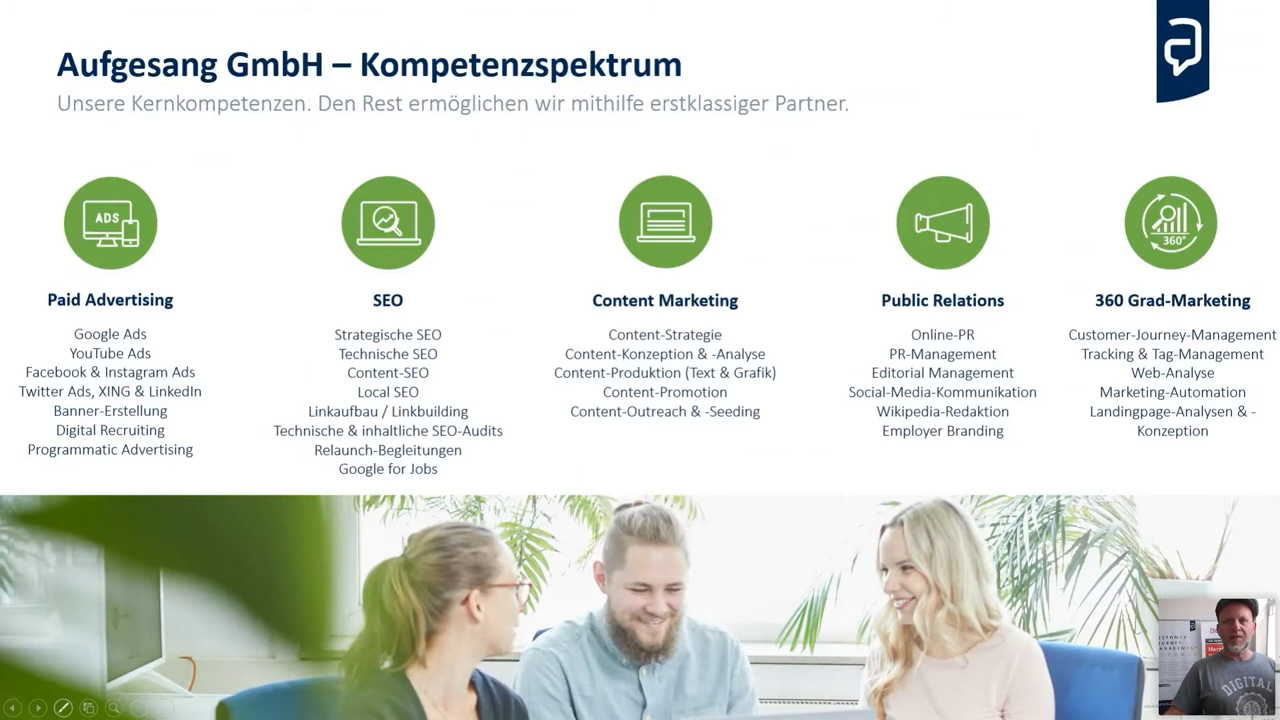 Aufgesang GmbH – Kompetenzspektrum
Unsere Kernkompetenzen. Den Rest ermöglichen wir mithilfe erstklassiger Partner.
ADS
360°
Paid Advertising
Google Ads
YouTube Ads
Facebook & Instagram Ads
Twitter Ads, XING & LinkedIn
Banner-Erstellung
Digital Recruiting
Programmatic Advertising
SEO
Strategische SEO
Technische SEO
Content-SEO
Local SEO
Linkaufbau / Linkbuilding
Technische & inhaltliche SEO-Audits
Relaunch-Begleitungen
Google for Jobs
Content Marketing
Content-Strategie
Content-Konzeption & -Analyse
Content-Produktion (Text & Grafik)
Content-Promotion
Content-Outreach & -Seeding
Public Relations
Online-PR
PR-Management
Editorial Management
Social-Media-Kommunikation
Wikipedia-Redaktion
Employer Branding
360 Grad-Marketing
Customer-Journey-Management
Tracking & Tag-Management
Web-Analyse
Marketing-Automation
Landingpage-Analysen & -
Konzeption
DIGITAL